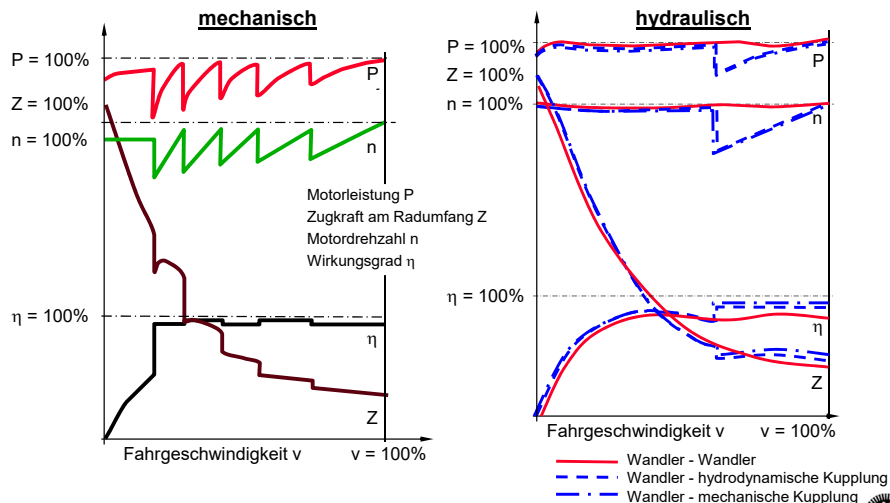 mechanisch
P = 100%
Z = 100%
n = 100%
η = 100%
P
n
Motorleistung P
Zugkraft am Radumfang Z
Motordrehzahl n
Wirkungsgrad η
η
Z
Fahrgeschwindigkeit v
v = 100%
hydraulisch
P = 100%
Z = 100%
n = 100%
η = 100%
P
n
η
Z
Fahrgeschwindigkeit v
v = 100%
Wandler - Wandler
Wandler - hydrodynamische Kupplung
Wandler - mechanische Kupplung